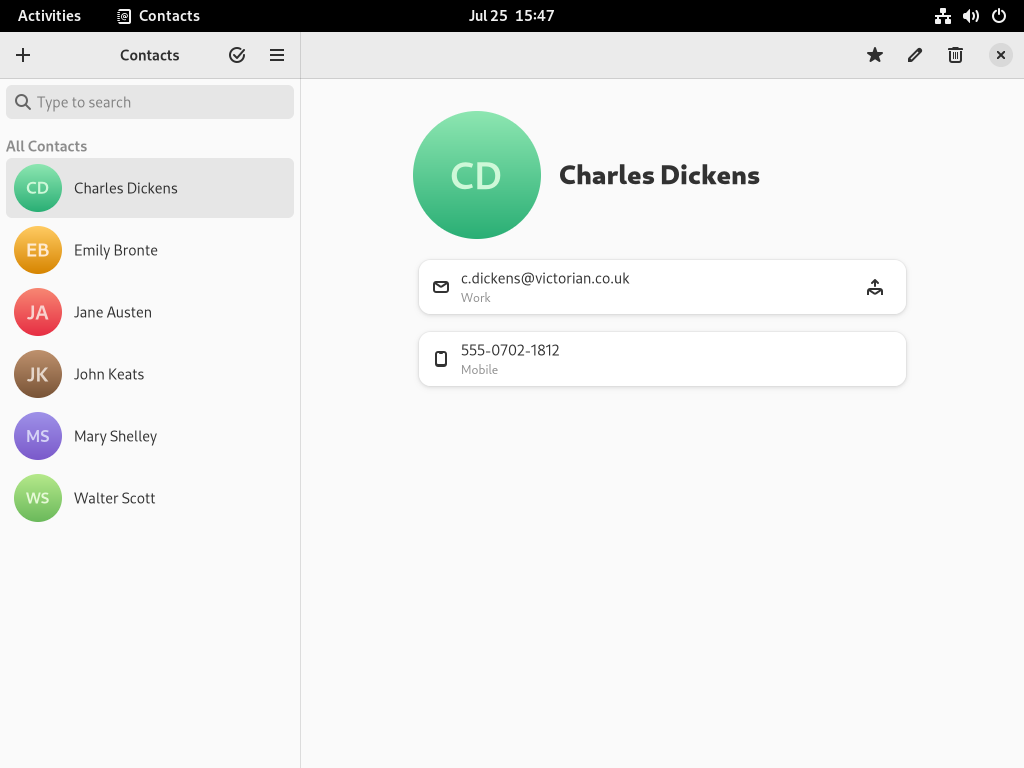 Activities
Contacts
Jul 25 15:47
Contacts
Type to search
All Contacts
CD
Charles Dickens
EB
Emily Bronte
JA
Jane Austen
JK
John Keats
MS
Mary Shelley
WS
Walter Scott
CD
Charles Dickens
c.dickens@victorian.co.uk
Work
555-0702-1812
Mobile